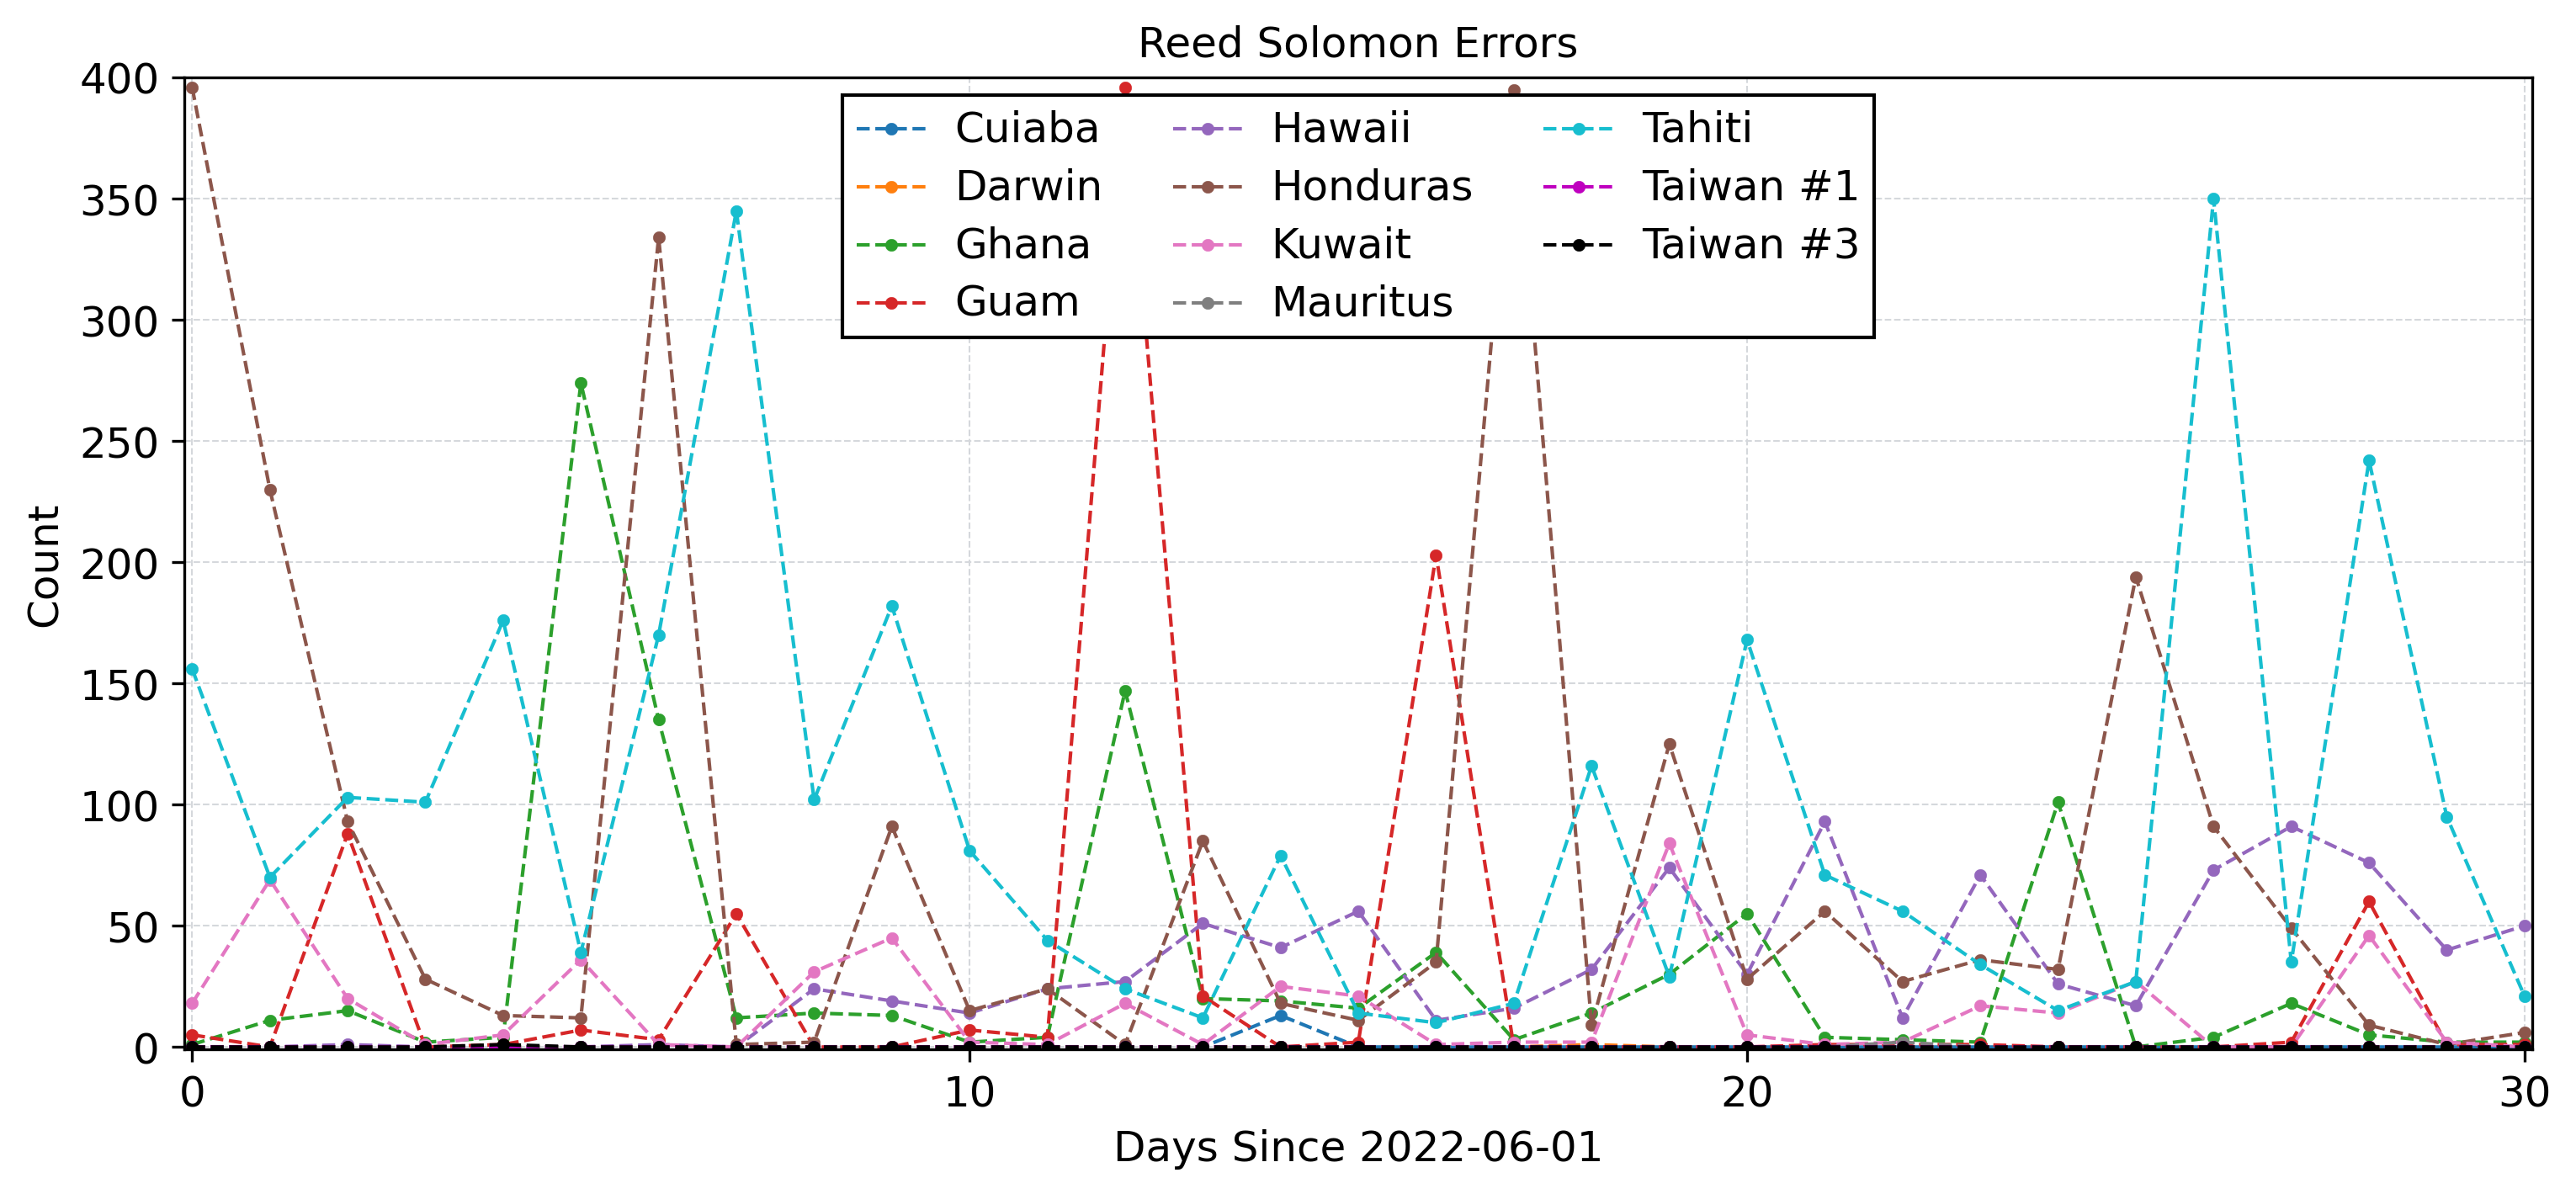 Reed Solomon Errors
400
350
300
250
200
150
100
50
0
Count
Cuiaba
Darwin
Ghana
Guam
Hawaii
Honduras
Kuwait
Mauritus
Tahiti
Taiwan #1
Taiwan #3
0 10 20 30
Days Since 2022-06-01